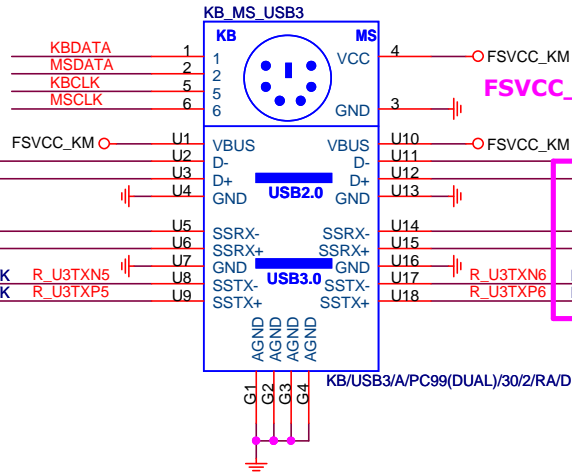 KB_MS_USB3
KB MS
KBDATA 1 1 VCC 4 FSVCC_KM
MSDATA 2 2
KBCLK 5 5 FSVCC_
MSCLK 6 6 GND 3
FSVCC_KM U1 VBUS VBUS U10 FSVCC_KM
U2 D- D- U11
U3 D+ D+ U12
U4 GND USB2.0 GND U13
U5 SSRX- SSRX- U14
U6 SSRX+ SSRX+ U15
U7 GND USB3.0 GND U16
K R_U3TXN5 U8 SSTX- SSTX- U17 R_U3TXN6
K R_U3TXP5 U9 SSTX+ SSTX+ U18 R_U3TXP6
AGND AGND AGND AGND
G1 G2 G3 G4
KB/USB3/A/PC99(DUAL)/30/2/RA/D